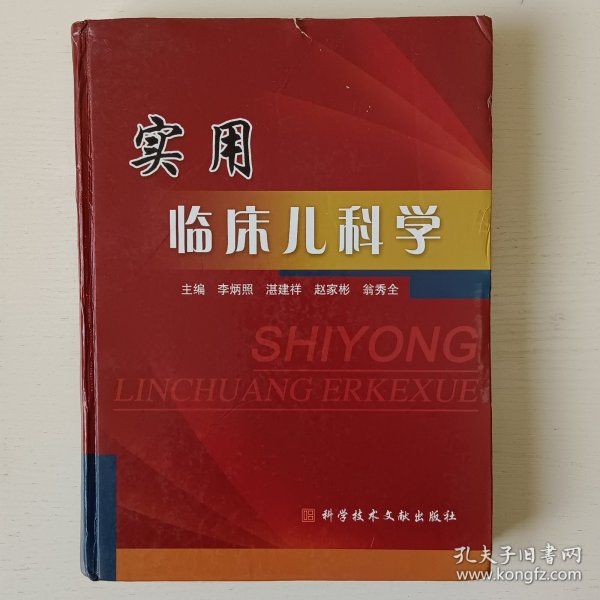 实用
临床儿科学
主编 李炳照 湛建祥 赵家彬 翁秀全
SHIYONG
LINCHUANG ERKEXUE
科学技术文献出版社
孔夫子旧书网
www.kongfz.com